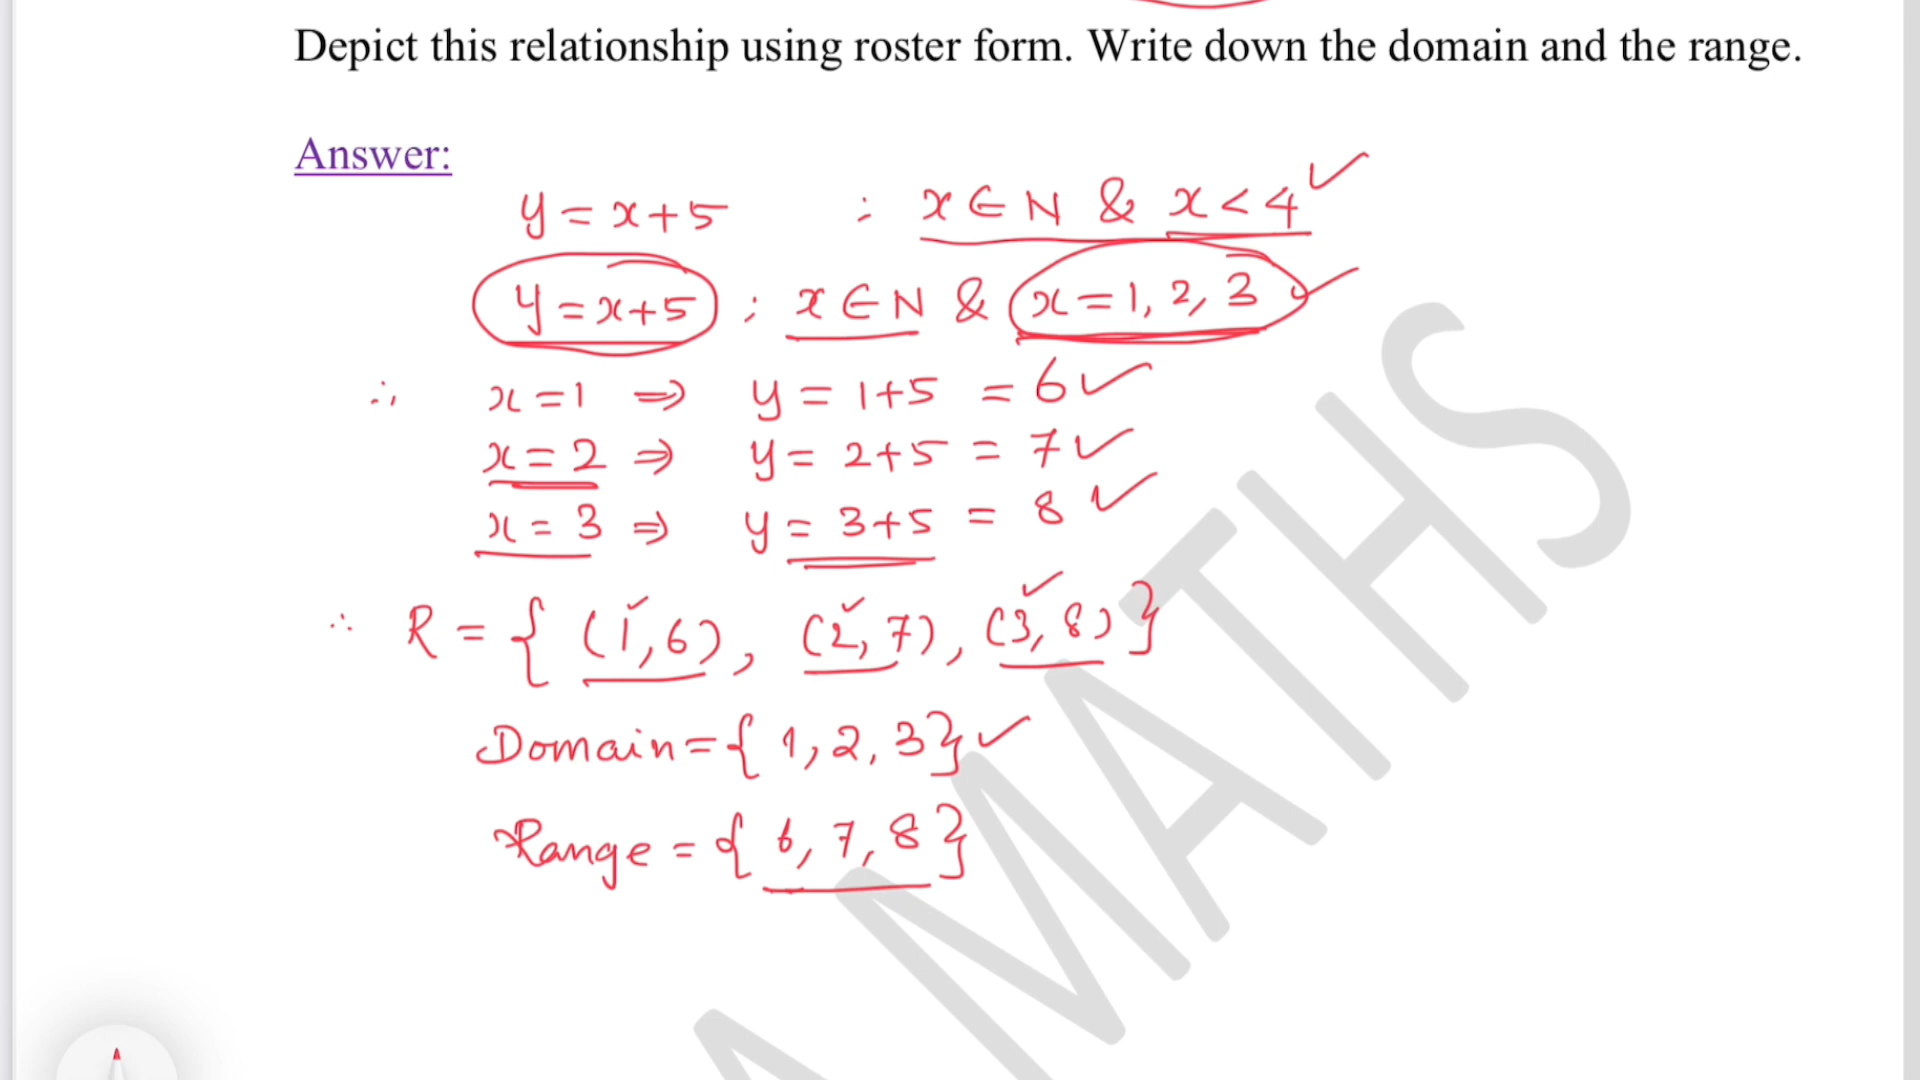 Depict this relationship using roster form. Write down the domain and the range.
Answer:
y = x+5 : x ∈ N & x < 4 ✓
y = x+5 ; x ∈ N & x = 1, 2, 3 ✓
∴ x = 1 ⇒ y = 1+5 = 6 ✓
x = 2 ⇒ y = 2+5 = 7 ✓
x = 3 ⇒ y = 3+5 = 8 ✓
∴ R = { (1,6), (2,7), (3,8) }
Domain = { 1, 2, 3 } ✓
Range = { 6, 7, 8 }
A MATHS